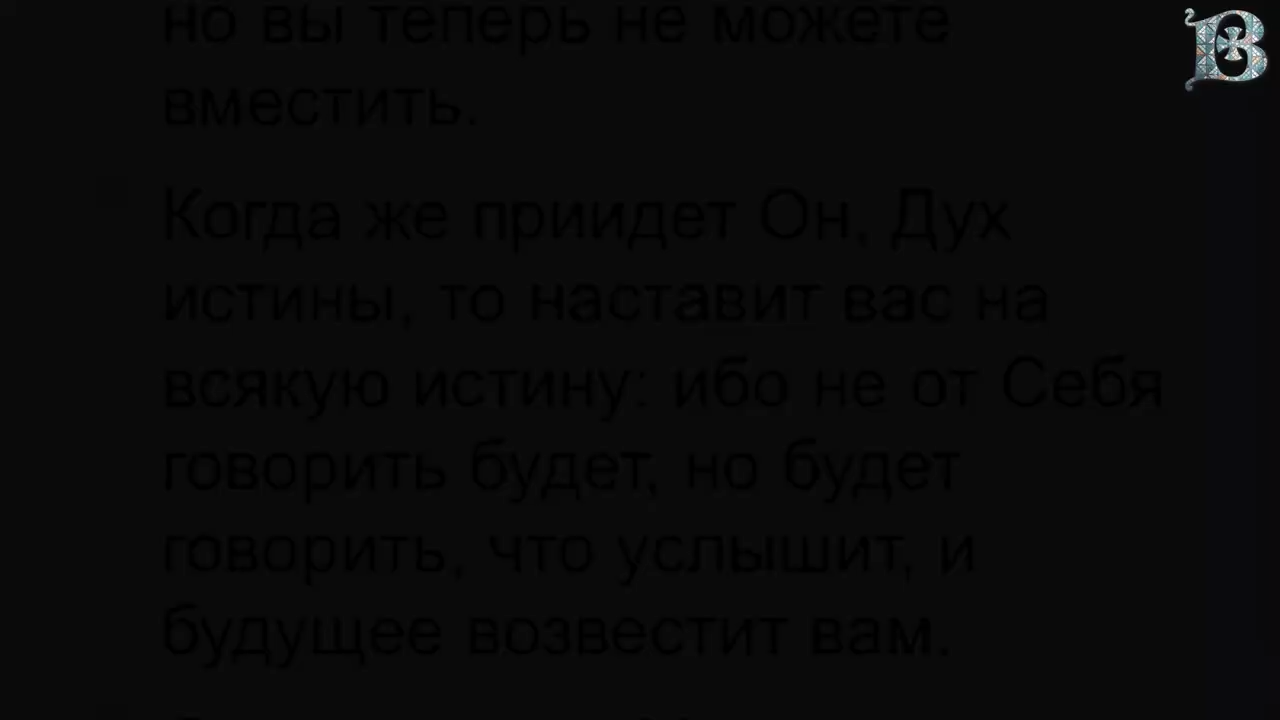 но вы теперь не можете
вместить.
Когда же приидет Он, Дух
истины, то наставит вас на
всякую истину: ибо не от Себя
говорить будет, но будет
говорить, что услышит, и
будущее возвестит вам.
В